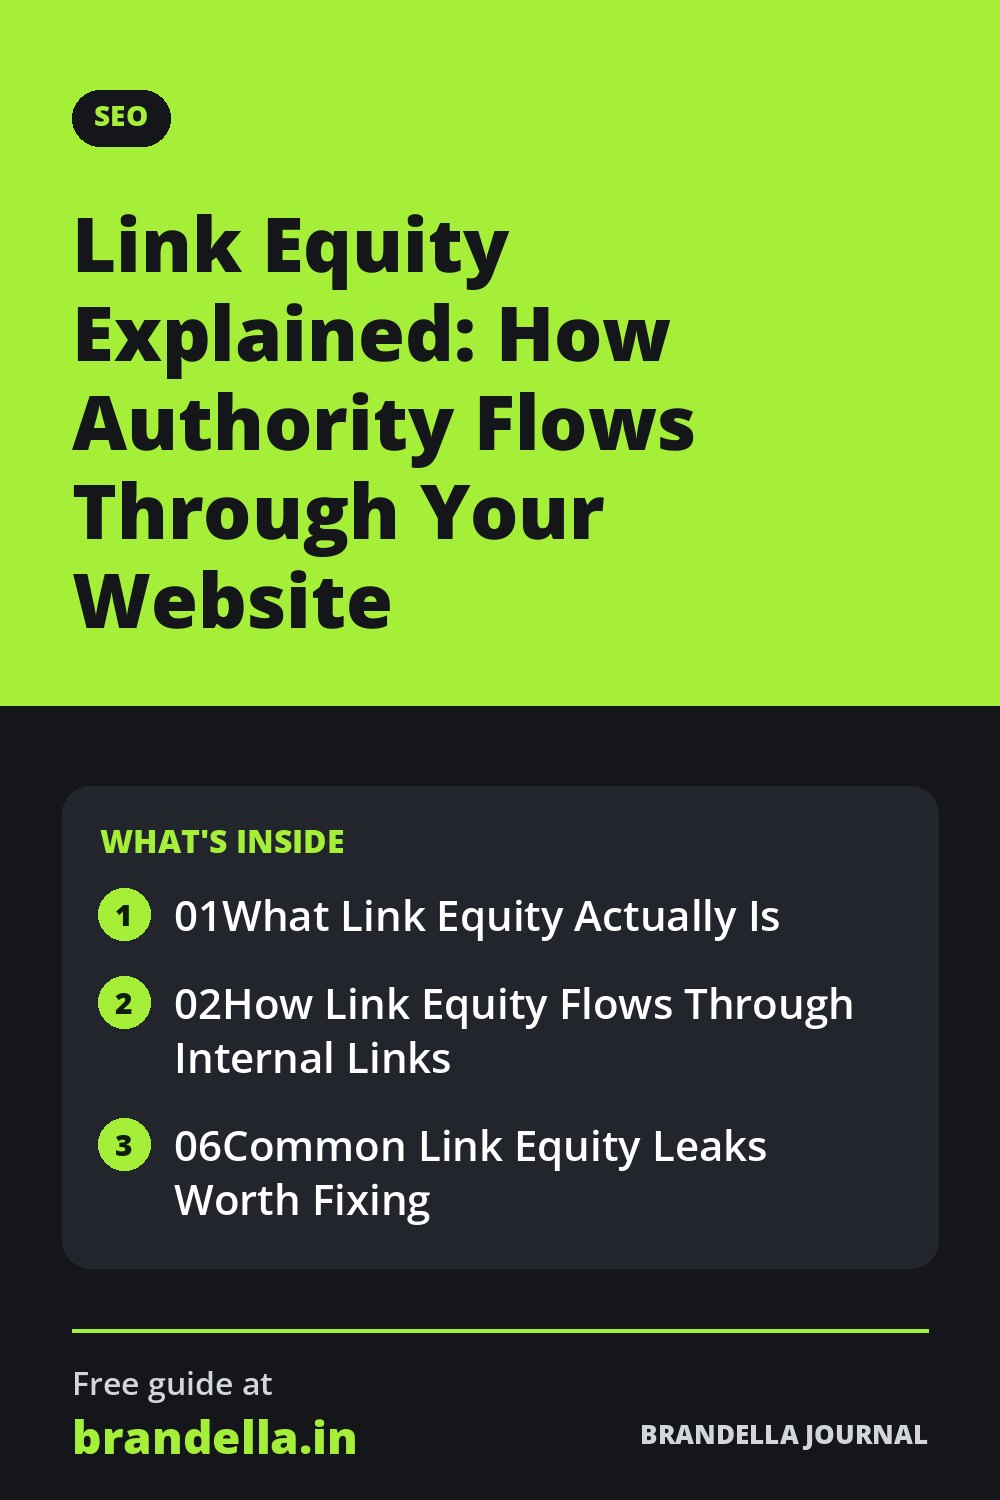 SEO
Link Equity
Explained: How
Authority Flows
Through Your
Website
WHAT'S INSIDE
1 01What Link Equity Actually Is
2 02How Link Equity Flows Through
Internal Links
3 06Common Link Equity Leaks
Worth Fixing
Free guide at
brandella.in
BRANDELLA JOURNAL